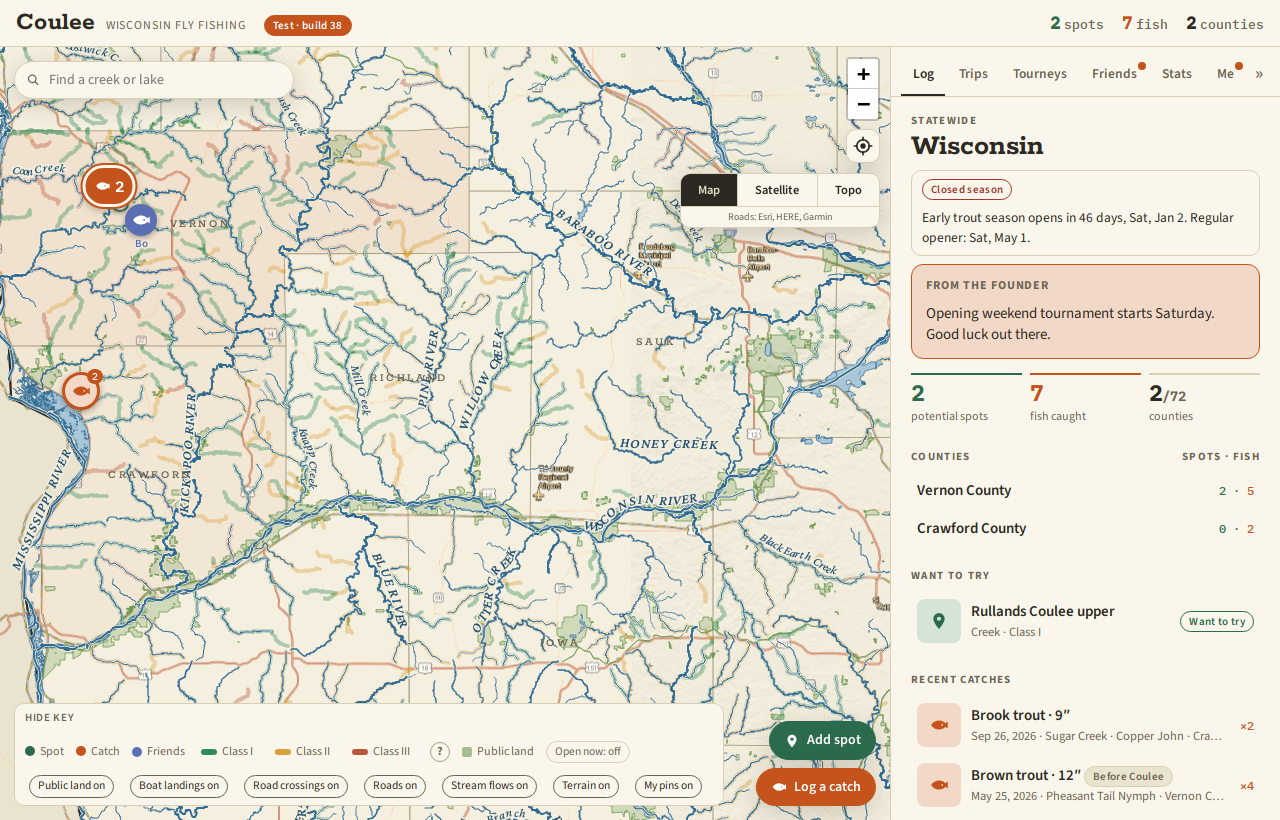 Coulee WISCONSIN FLY FISHING Test · build 38
2 spots 7 fish 2 counties
Find a creek or lake
+
−
Map Satellite Topo
Roads: Esri, HERE, Garmin
Coon Creek
2
Bo
VERNON
BARABOO RIVER
SAUK
RICHLAND
PINE RIVER
WILLOW CREEK
Mill Creek
Knapp Creek
2
HONEY CREEK
CRAWFORD
KICKAPOO RIVER
MISSISSIPPI RIVER
WISCONSIN RIVER
Black Earth Creek
BLUE RIVER
OTTER CREEK
IOWA
HIDE KEY
Spot Catch Friends Class I Class II Class III ? Public land Open now: off
Public land on Boat landings on Road crossings on Roads on Stream flows on Terrain on My pins on
Add spot
Log a catch
Log Trips Tourneys Friends Stats Me »
STATEWIDE
Wisconsin
Closed season
Early trout season opens in 46 days, Sat, Jan 2. Regular
opener: Sat, May 1.
FROM THE FOUNDER
Opening weekend tournament starts Saturday.
Good luck out there.
2 7 2/72
potential spots fish caught counties
COUNTIES SPOTS · FISH
Vernon County 2 · 5
Crawford County 0 · 2
WANT TO TRY
Rullands Coulee upper
Creek · Class I
Want to try
RECENT CATCHES
Brook trout · 9″
Sep 26, 2026 · Sugar Creek · Copper John · Cra…
×2
Brown trout · 12″ Before Coulee
May 25, 2026 · Pheasant Tail Nymph · Vernon C…
×4